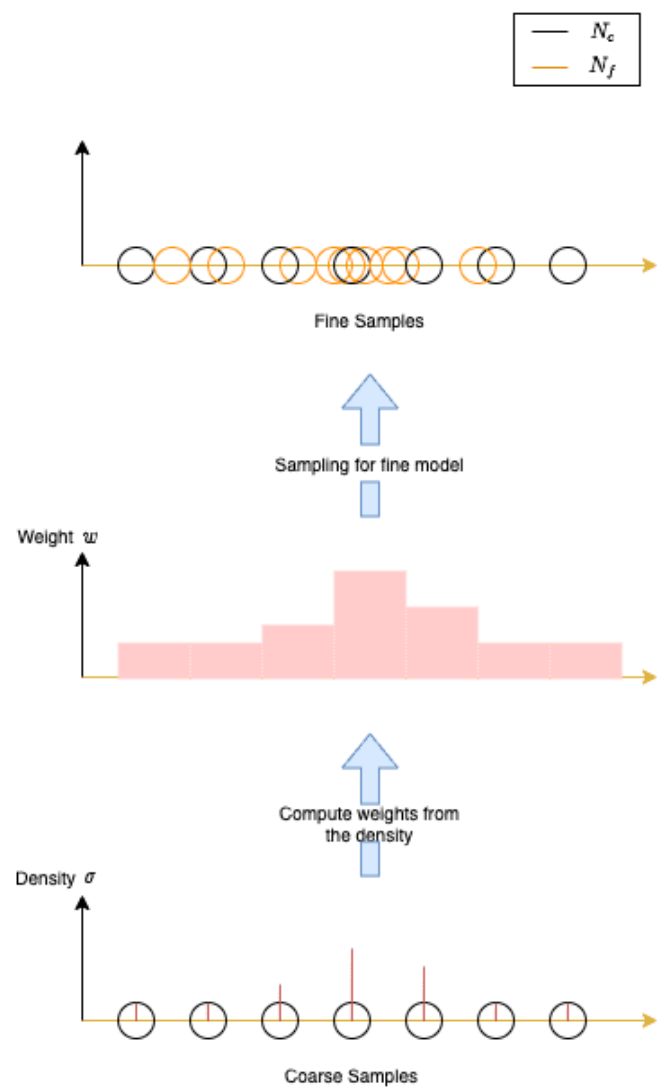 N_c
N_f
Fine Samples
Sampling for fine model
Weight w
Compute weights from
the density
Density σ
Coarse Samples